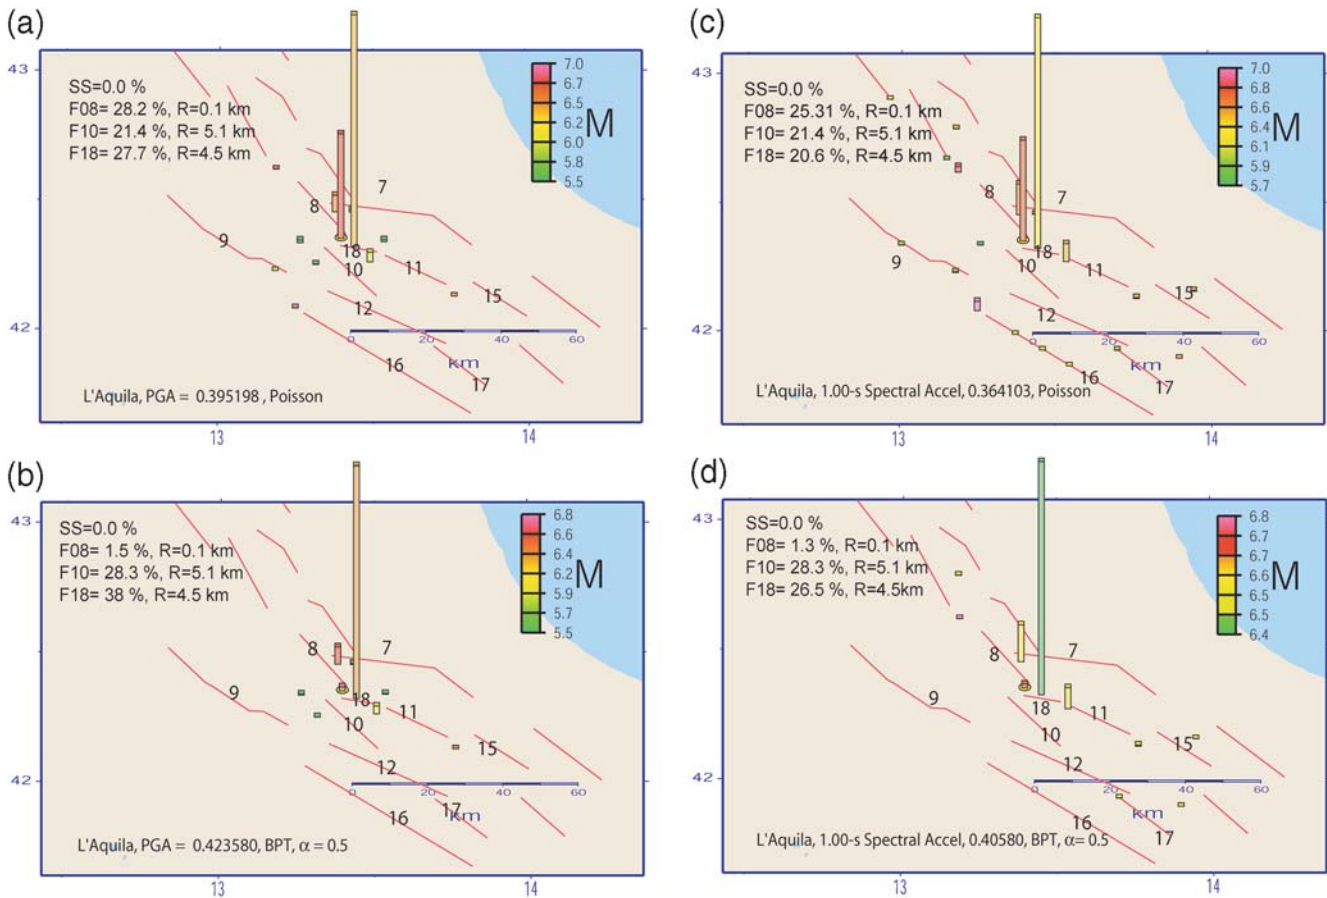 (a)
43
SS=0.0 %
F08= 28.2 %, R=0.1 km
F10= 21.4 %, R= 5.1 km
F18= 27.7 %, R=4.5 km
7.0
6.7
6.5
6.2
6.0
5.8
5.5
M
7
8
9
18
10
11
15
12
0 20 40 60
km
42
16
17
L'Aquila, PGA = 0.395198 , Poisson
13 14
(c)
43
SS=0.0 %
F08= 25.31 %, R=0.1 km
F10= 21.4 %, R=5.1 km
F18= 20.6 %, R=4.5 km
7.0
6.8
6.6
6.4
6.1
5.9
5.7
M
7
8
9
18
10
11
15
12
0 20 40 60
km
42
16
17
L'Aquila, 1.00-s Spectral Accel, 0.364103, Poisson
13 14
(b)
43
SS=0.0 %
F08= 1.5 %, R=0.1 km
F10= 28.3 %, R=5.1 km
F18= 38 %, R=4.5 km
6.8
6.6
6.4
6.2
5.9
5.7
5.5
M
7
8
9
18
10
11
15
12
42
0 20 40 60
km
16
17
L'Aquila, PGA = 0.423580, BPT, α = 0.5
13 14
(d)
43
SS=0.0 %
F08= 1.3 %, R=0.1 km
F10= 28.3 %, R=5.1 km
F18= 26.5 %, R=4.5km
6.8
6.7
6.7
6.6
6.5
6.5
6.4
M
7
8
9
18
10
11
15
12
42
0 20 40 60
km
16
17
L'Aquila, 1.00-s Spectral Accel, 0.40580, BPT, α= 0.5
13 14